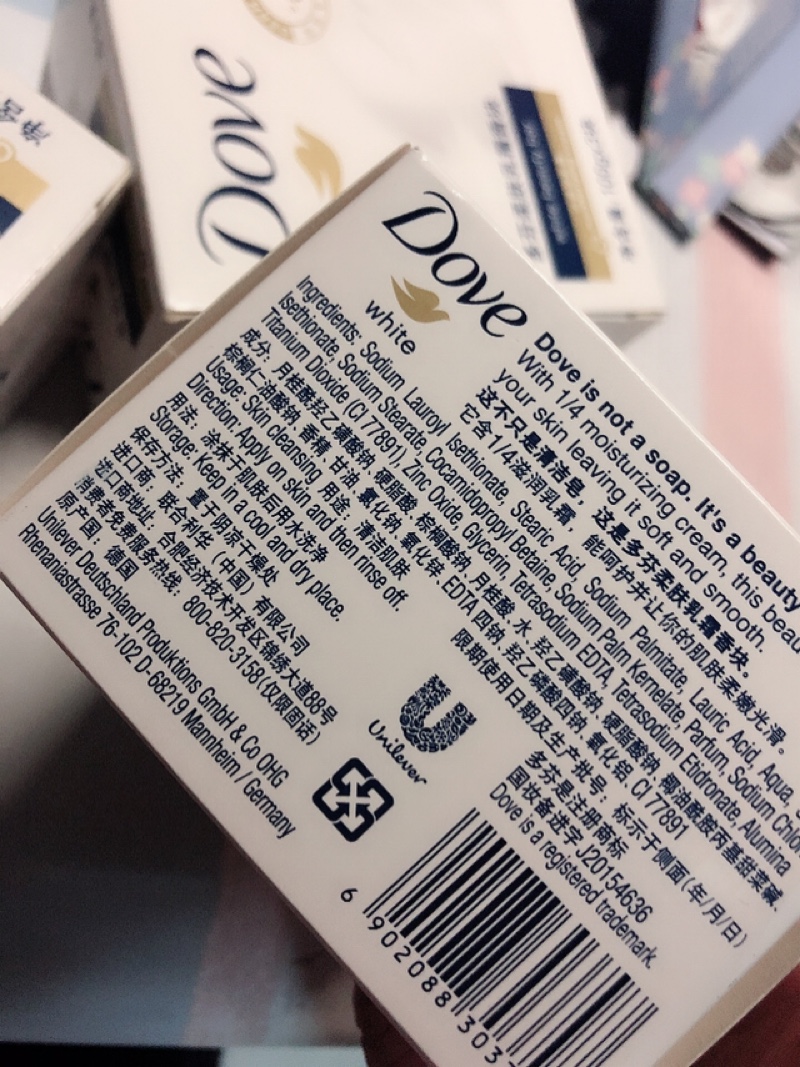 Dove
white
Dove is not a soap. It's a beauty
With 1/4 moisturizing cream, this
your skin leaving it soft and smooth.
这不只是清洁皂，这是多芬柔肤乳霜香块。
它含1/4滋润乳霜，能呵护并让你的肌肤柔嫩光滑。
Ingredients: Sodium Lauroyl Isethionate, Stearic Acid, Sodium Palmitate, Lauric Acid, Aqua,
Isethionate, Sodium Stearate, Cocamidopropyl Betaine, Sodium Palm Kernelate, Parfum, Sodium
Titanium Dioxide (CI 77891), Zinc Oxide, Glycerin, Tetrasodium EDTA, Tetrasodium Etidronate, Alumina
成分：月桂酰羟乙磺酸钠、硬脂酸、棕榈酸钠、月桂酸、水、羟乙磺酸钠、硬脂酸钠、椰油酰胺丙基甜菜碱、
棕榈仁油酸钠、香精、甘油、氯化钠、氧化锌、EDTA四钠、羟乙磷酸四钠、氧化铝、CI 77891
Usage: Skin cleansing 用途：清洁肌肤
Direction: Apply on skin and then rinse off.
用法：涂抹于肌肤后用水洗净
Storage: Keep in a cool and dry place.
保存方法：置于阴凉干燥处
进口商：联合利华（中国）有限公司
进口商地址：合肥经济技术开发区锦绣大道88号
消费者免费服务热线：800-820-3158(仅限固话)
原产国：德国
Unilever Deutschland Produktions GmbH & Co OHG
Rhenaniastrasse 76-102 D-68219 Mannheim / Germany
限期使用日期及生产批号：标示于侧面(年/月/日)
多芬是注册商标
国妆备进字J20154636
Dove is a registered trademark.
Unilever
6 902088 303
Dove